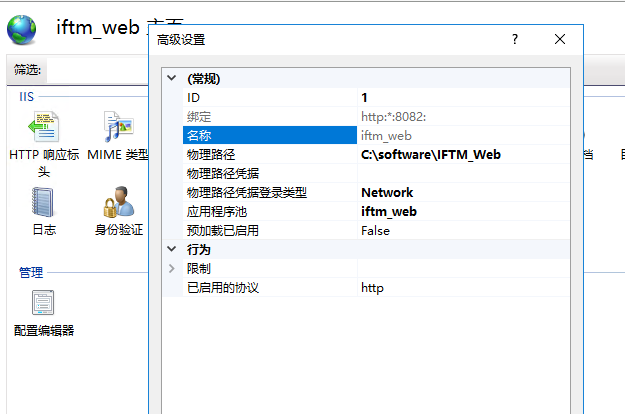 iftm_web 主页
高级设置
?
筛选:
IIS
HTTP 响应标头
MIME 类型
档
日志
身份验证
管理
配置编辑器
(常规)
ID 1
绑定 http:*:8082:
名称 iftm_web
物理路径 C:\software\IFTM_Web
物理路径凭据
物理路径凭据登录类型 Network
应用程序池 iftm_web
预加载已启用 False
行为
限制
已启用的协议 http